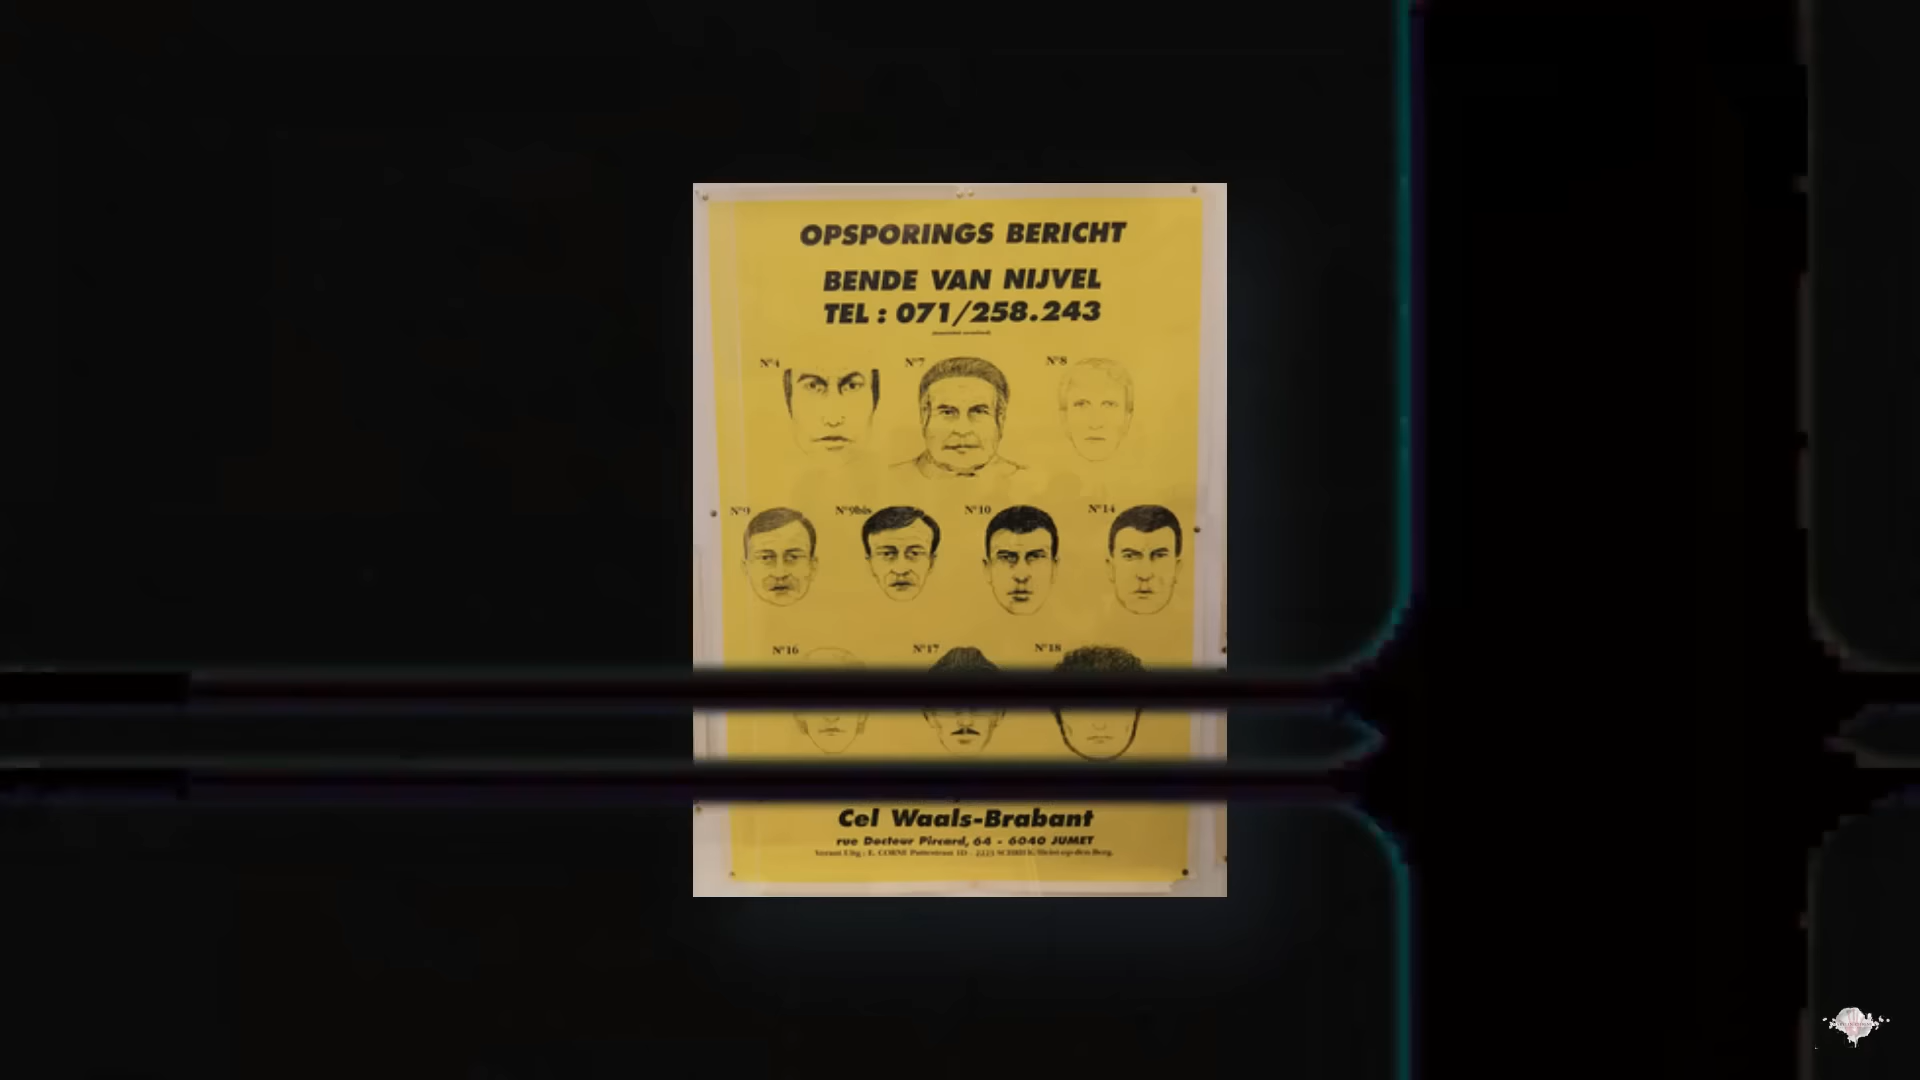 OPSPORINGS BERICHT
BENDE VAN NIJVEL
TEL : 071/258.243
N°4 N°7 N°8
N°9 N°9bis N°10 N°14
N°16 N°17 N°18
Cel Waals-Brabant
rue Docteur Pircard, 64 - 6040 JUMET